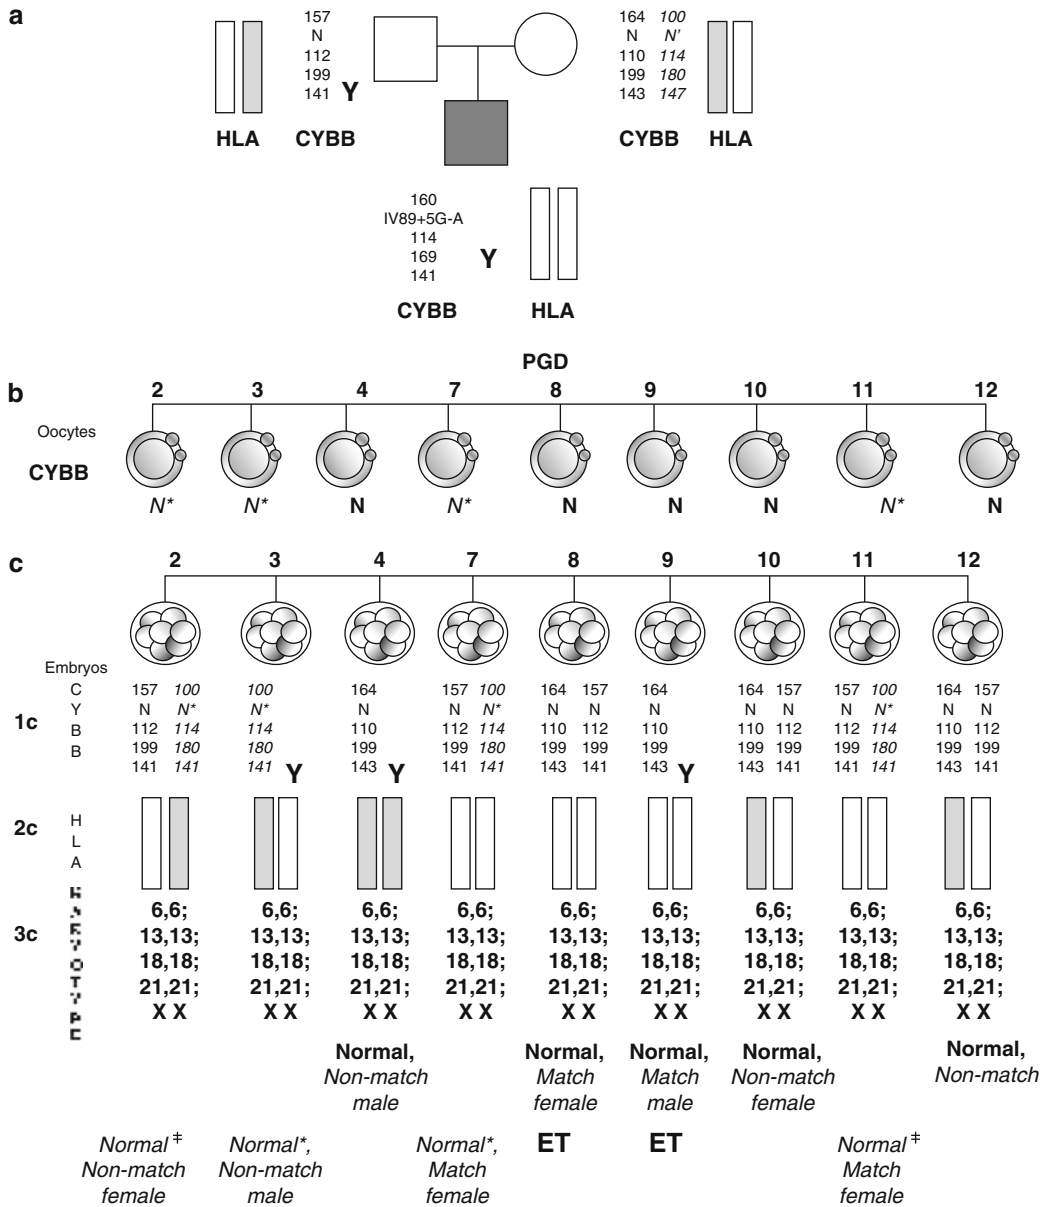 a
157
N
112
199
141 Y
164 100
N N'
110 114
199 180
143 147
HLA CYBB CYBB HLA
160
IV89+5G-A
114
169
141
Y
CYBB HLA
PGD
b 2 3 4 7 8 9 10 11 12
Oocytes
CYBB
N* N* N N* N N N N* N
c 2 3 4 7 8 9 10 11 12
Embryos
1c
C 157 100 100 164 157 100 164 157 164 164 157 157 100 164 157
Y N N* N* N N N* N N N N N N N* N N
B 112 114 114 110 112 114 110 112 110 110 112 112 114 110 112
B 199 180 180 199 199 180 199 199 199 199 199 199 180 199 199
141 141 141 Y 143 Y 141 141 143 141 143 Y 143 141 141 141 143 141
2c
H
L
A
3c
KARYOTYPE
6,6; 6,6; 6,6; 6,6; 6,6; 6,6; 6,6; 6,6; 6,6;
13,13; 13,13; 13,13; 13,13; 13,13; 13,13; 13,13; 13,13; 13,13;
18,18; 18,18; 18,18; 18,18; 18,18; 18,18; 18,18; 18,18; 18,18;
21,21; 21,21; 21,21; 21,21; 21,21; 21,21; 21,21; 21,21; 21,21;
X X X X X X X X X X X X X X X X X X
Normal, Normal, Normal, Normal, Normal,
Non-match Match Match Non-match Non-match
male female male female
ET ET
Normal ‡ Normal*, Normal*, Normal ‡
Non-match Non-match Match Match
female male female female